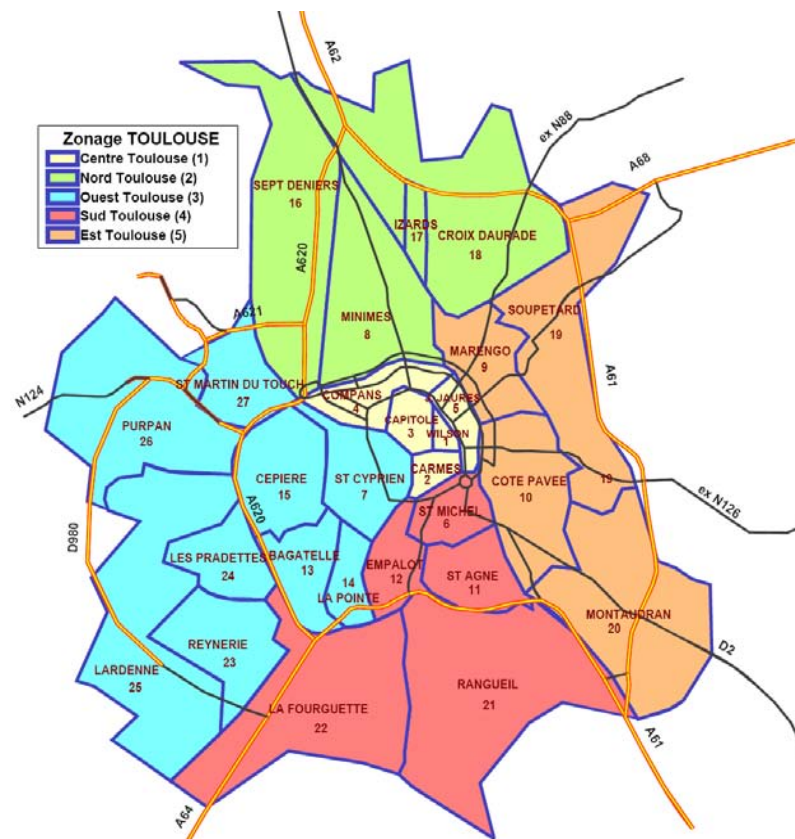 A62
ex N88
A68
Zonage TOULOUSE
Centre Toulouse (1)
Nord Toulouse (2)
Ouest Toulouse (3)
Sud Toulouse (4)
Est Toulouse (5)
SEPT DENIERS
16
IZARDS
17
CROIX DAURADE
18
A620
A621
MINIMES
8
SOUPETARD
19
MARENGO
9
A61
N124
ST MARTIN DU TOUCH
27
COMPANS
4
J.JAURES
5
CAPITOLE
3
WILSON
1
PURPAN
26
CARMES
2
CEPIERE
15
ST CYPRIEN
7
COTE PAVEE
10
19
ex N126
A620
ST MICHEL
6
D980
LES PRADETTES
24
BAGATELLE
13
EMPALOT
12
14
LA POINTE
ST AGNE
11
MONTAUDRAN
20
D2
REYNERIE
23
LARDENNE
25
RANGUEIL
21
LA FOURGUETTE
22
A61
A64